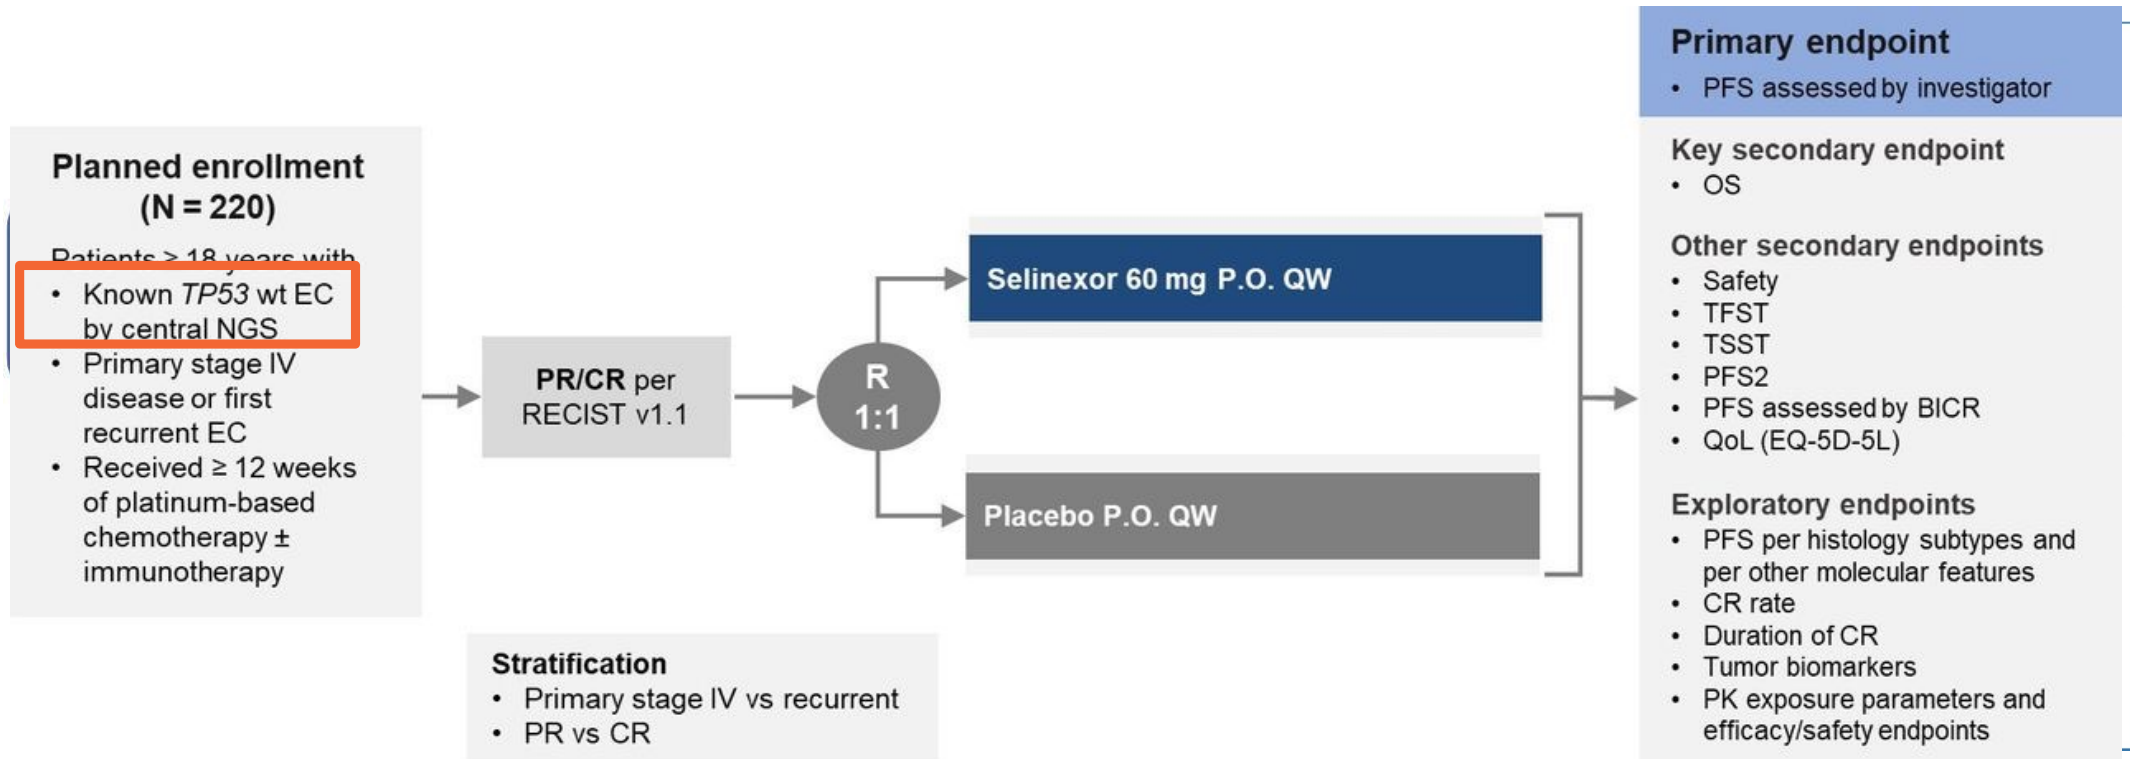 Planned enrollment
(N = 220)
Patients ≥ 18 years with
• Known TP53 wt EC
by central NGS
• Primary stage IV
disease or first
recurrent EC
• Received ≥ 12 weeks
of platinum-based
chemotherapy ±
immunotherapy
PR/CR per
RECIST v1.1
R
1:1
Selinexor 60 mg P.O. QW
Placebo P.O. QW
Stratification
• Primary stage IV vs recurrent
• PR vs CR
Primary endpoint
• PFS assessed by investigator
Key secondary endpoint
• OS
Other secondary endpoints
• Safety
• TFST
• TSST
• PFS2
• PFS assessed by BICR
• QoL (EQ-5D-5L)
Exploratory endpoints
• PFS per histology subtypes and
per other molecular features
• CR rate
• Duration of CR
• Tumor biomarkers
• PK exposure parameters and
efficacy/safety endpoints